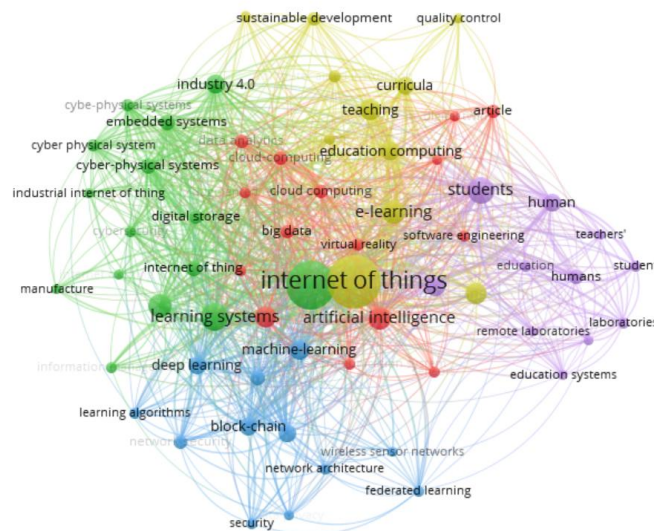 sustainable development
quality control
industry 4.0
curricula
cybe-physical systems
teaching
article
embedded systems
data analytics
cyber physical system
education computing
cloud-computing
cyber-physical systems
students
industrial internet of thing
cloud computing
human
digital storage
e-learning
big data
software engineering
teachers'
virtual reality
internet of thing
education
student
humans
internet of things
manufacture
learning systems
artificial intelligence
laboratories
remote laboratories
machine-learning
deep learning
education systems
learning algorithms
block-chain
network security
wireless sensor networks
network architecture
federated learning
security